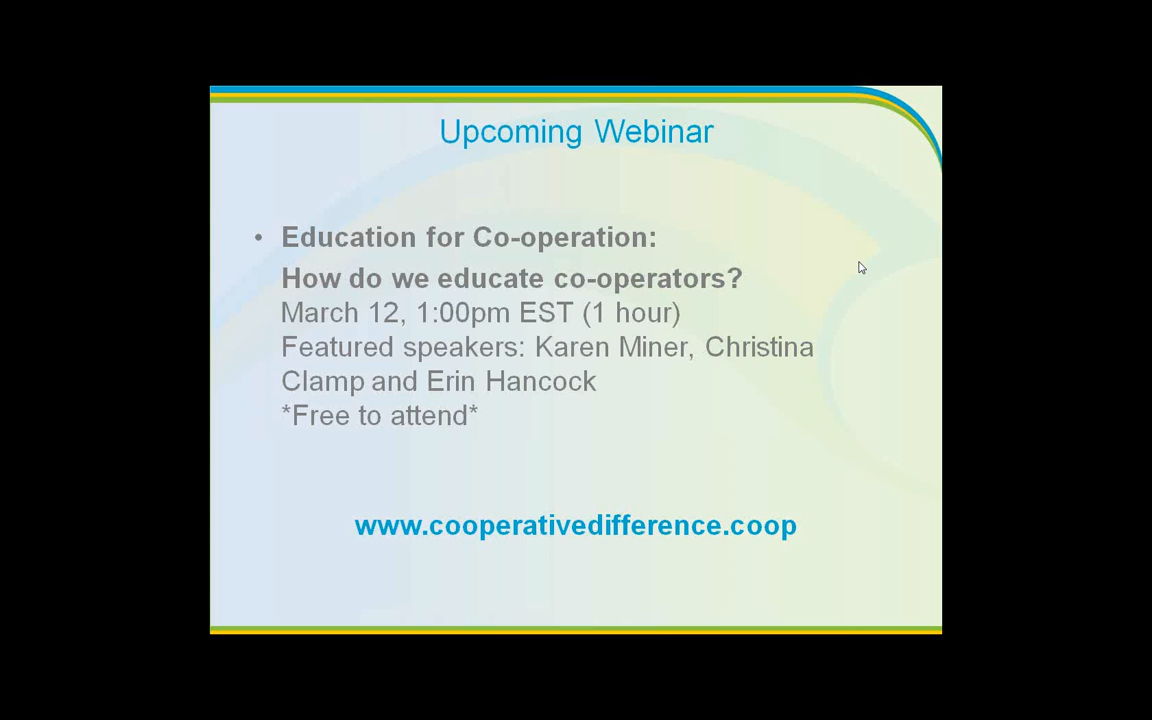 Upcoming Webinar
• Education for Co-operation:
How do we educate co-operators?
March 12, 1:00pm EST (1 hour)
Featured speakers: Karen Miner, Christina
Clamp and Erin Hancock
*Free to attend*
www.cooperativedifference.coop